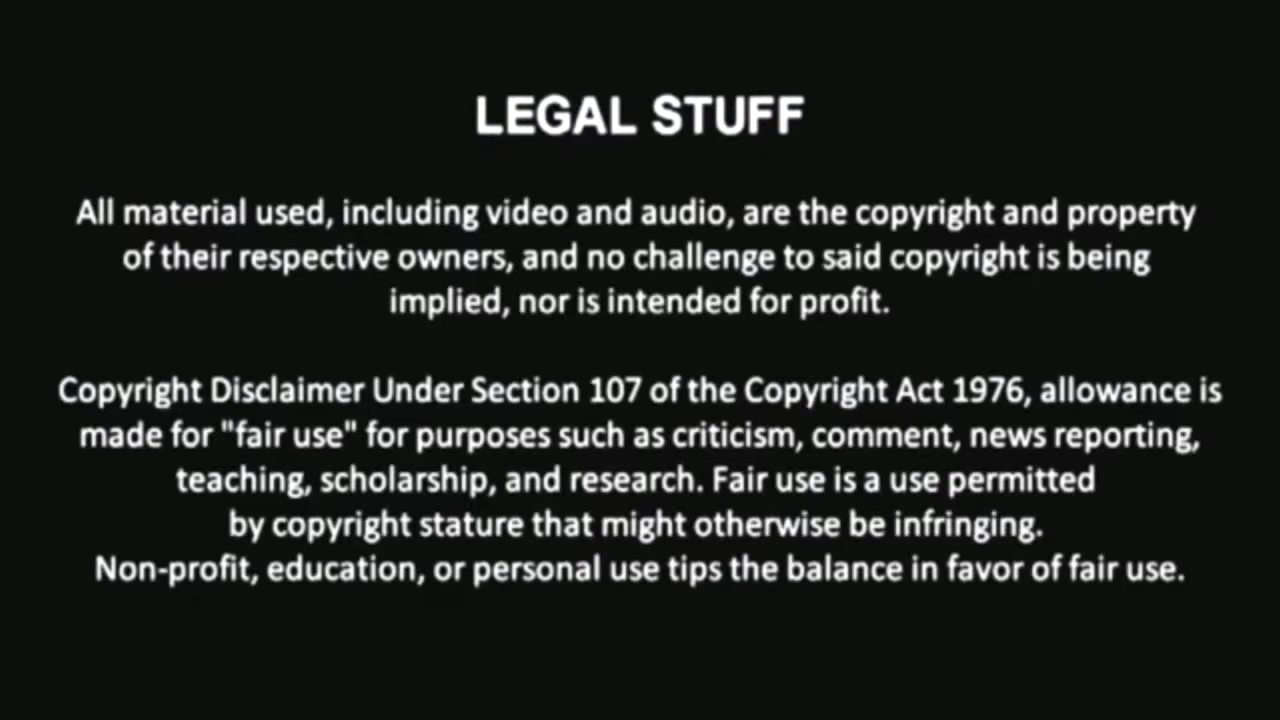 LEGAL STUFF
All material used, including video and audio, are the copyright and property
of their respective owners, and no challenge to said copyright is being
implied, nor is intended for profit.
Copyright Disclaimer Under Section 107 of the Copyright Act 1976, allowance is
made for "fair use" for purposes such as criticism, comment, news reporting,
teaching, scholarship, and research. Fair use is a use permitted
by copyright stature that might otherwise be infringing.
Non-profit, education, or personal use tips the balance in favor of fair use.